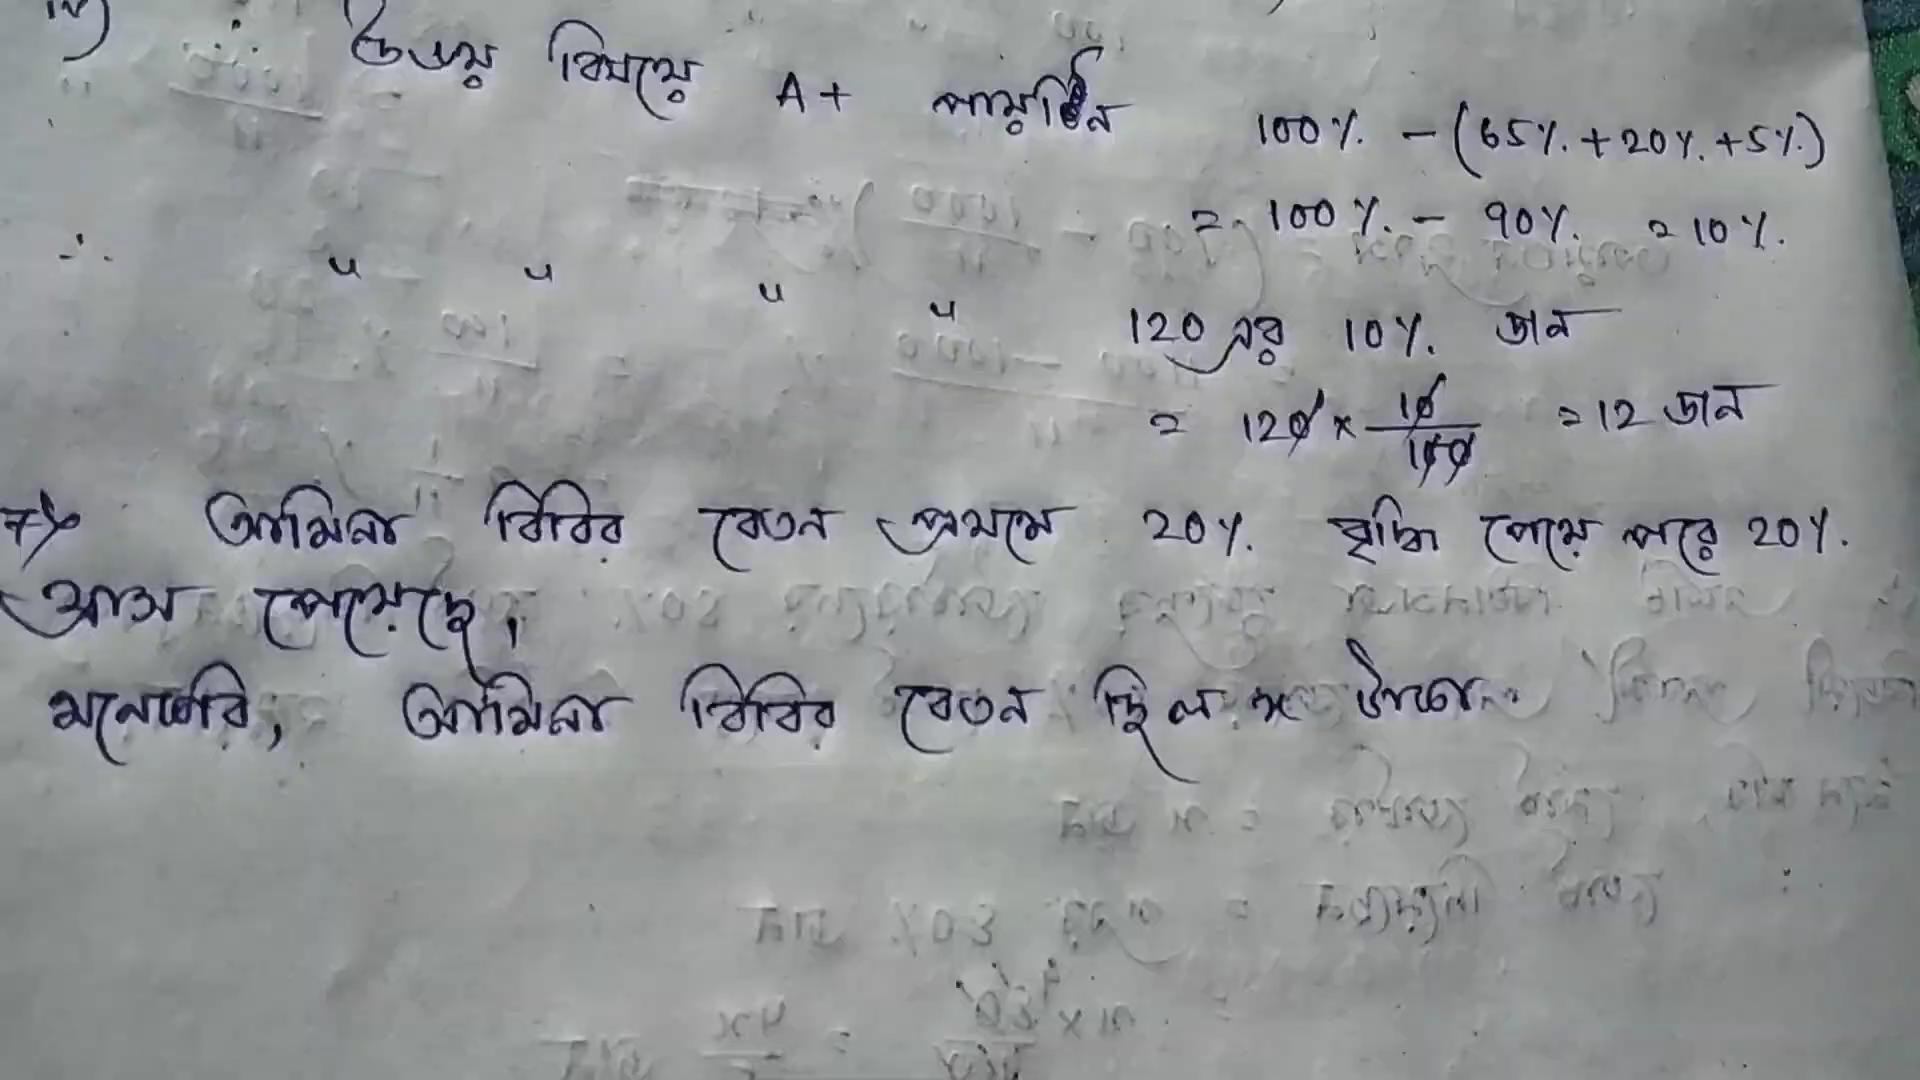 iv) ∴ উভয় বিষয়ে A+ পায়নি 100% - (65% + 20% + 5%)
= 100% - 90% = 10%.
∴ " " " " 120 এর 10% জন
= 120 × 10/100 = 12 জন
7) আমিনা বিবির বেতন প্রথমে 20% বৃদ্ধি পেয়ে পরে 20%.
হ্রাস পেয়েছে।
মনেকরি, আমিনা বিবির বেতন ছিল x টাকা